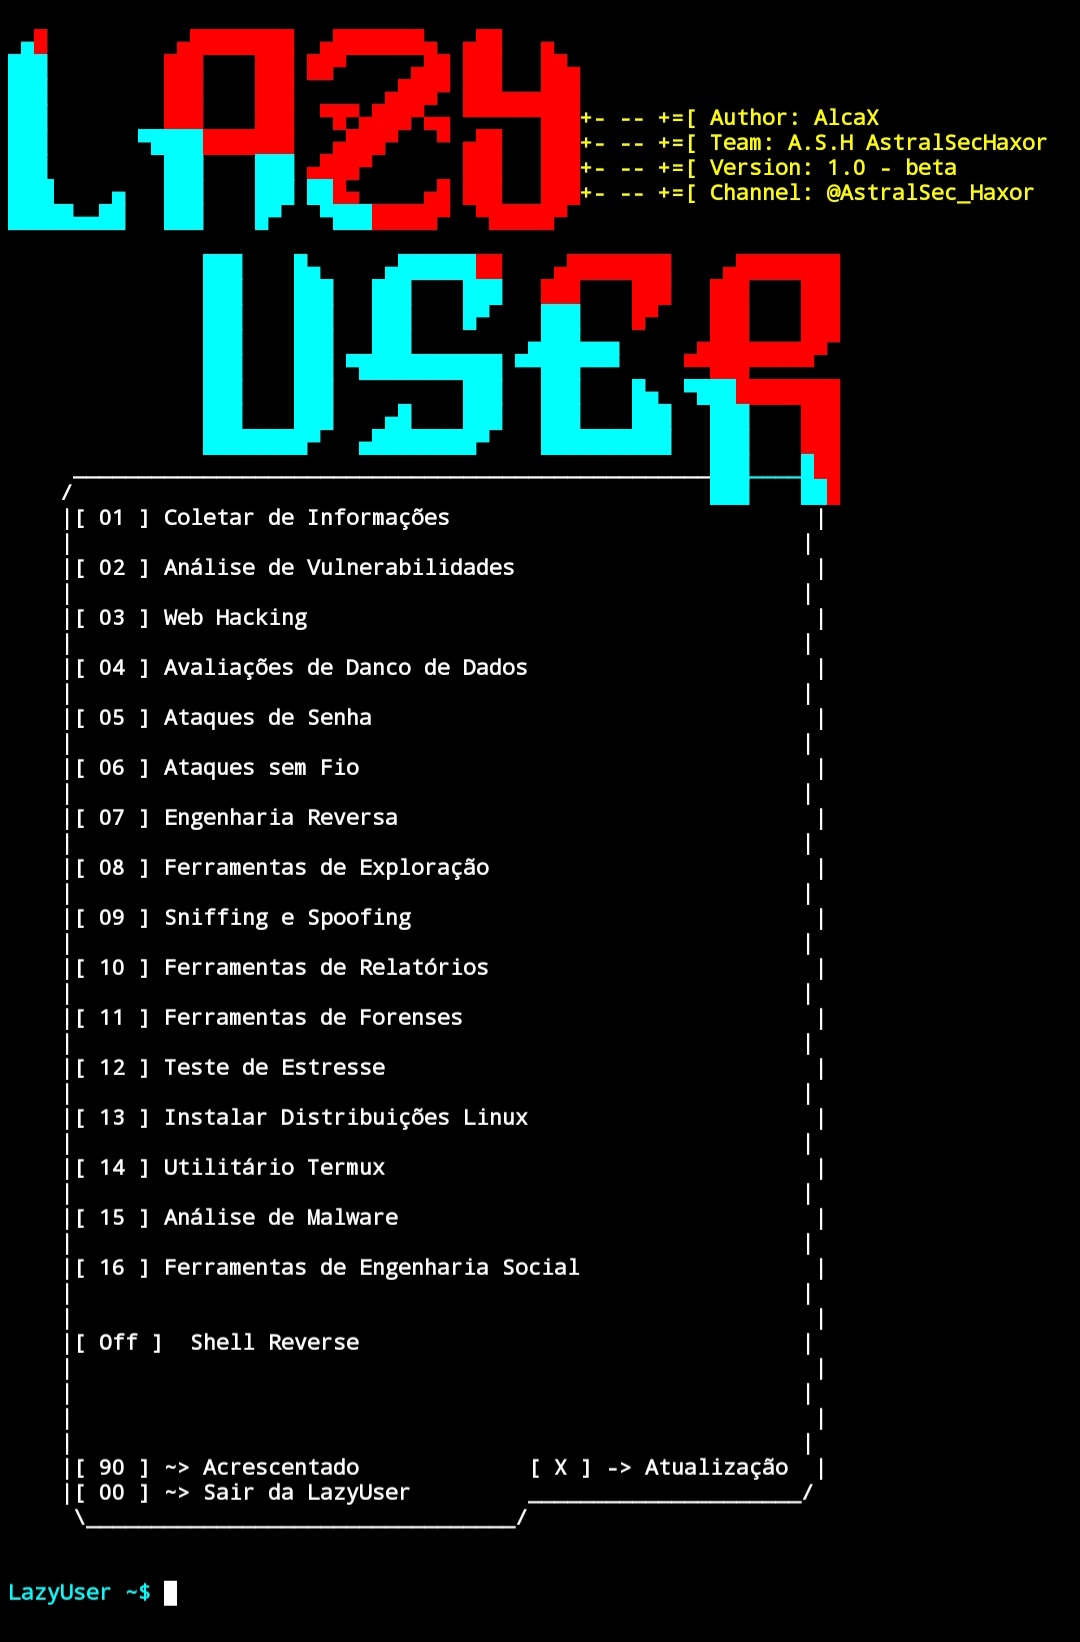 LAZY
+- -- +=[ Author: AlcaX
+- -- +=[ Team: A.S.H AstralSecHaxor
+- -- +=[ Version: 1.0 - beta
+- -- +=[ Channel: @AstralSec_Haxor
USER
[ 01 ] Coletar de Informações
[ 02 ] Análise de Vulnerabilidades
[ 03 ] Web Hacking
[ 04 ] Avaliações de Danco de Dados
[ 05 ] Ataques de Senha
[ 06 ] Ataques sem Fio
[ 07 ] Engenharia Reversa
[ 08 ] Ferramentas de Exploração
[ 09 ] Sniffing e Spoofing
[ 10 ] Ferramentas de Relatórios
[ 11 ] Ferramentas de Forenses
[ 12 ] Teste de Estresse
[ 13 ] Instalar Distribuições Linux
[ 14 ] Utilitário Termux
[ 15 ] Análise de Malware
[ 16 ] Ferramentas de Engenharia Social
[ Off ] Shell Reverse
[ 90 ] ~> Acrescentado [ X ] -> Atualização
[ 00 ] ~> Sair da LazyUser
LazyUser ~$